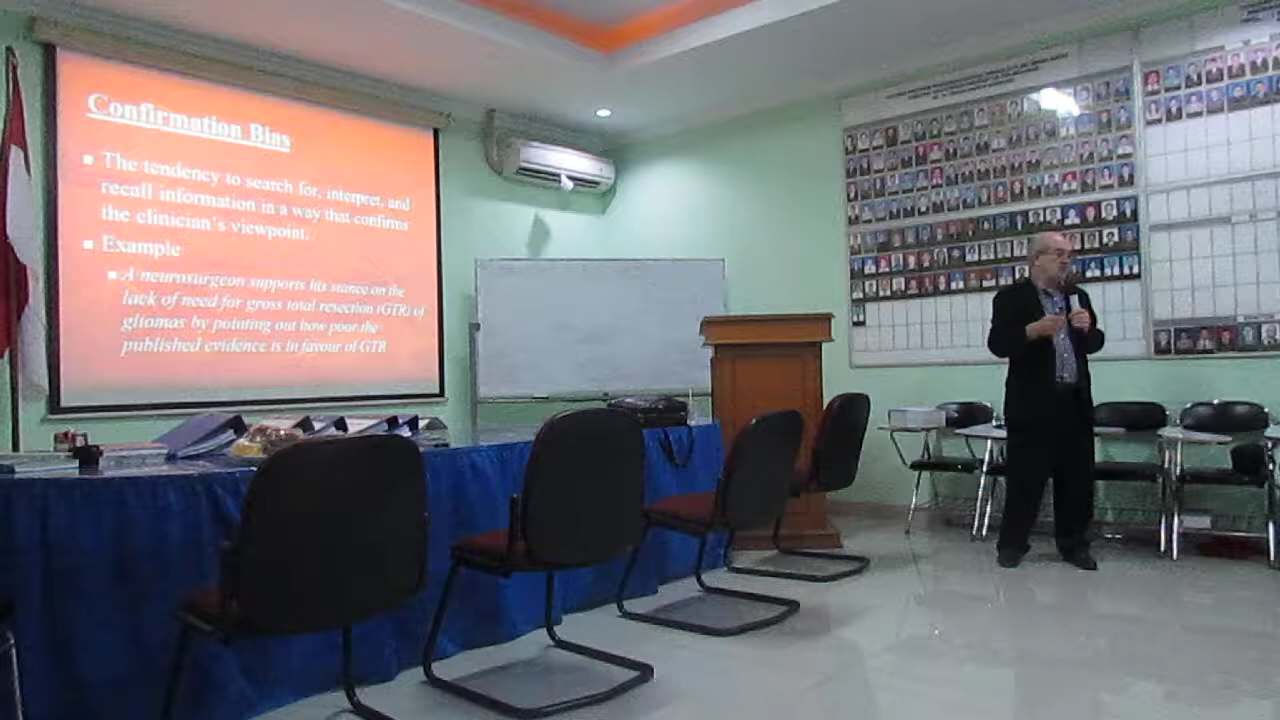 Confirmation Bias
■ The tendency to search for, interpret, and
recall information in a way that confirms
the clinician's viewpoint.
■ Example
■ A neurosurgeon supports his stance on the
lack of need for gross total resection (GTR) of
gliomas by pointing out how poor the
published evidence is in favour of GTR